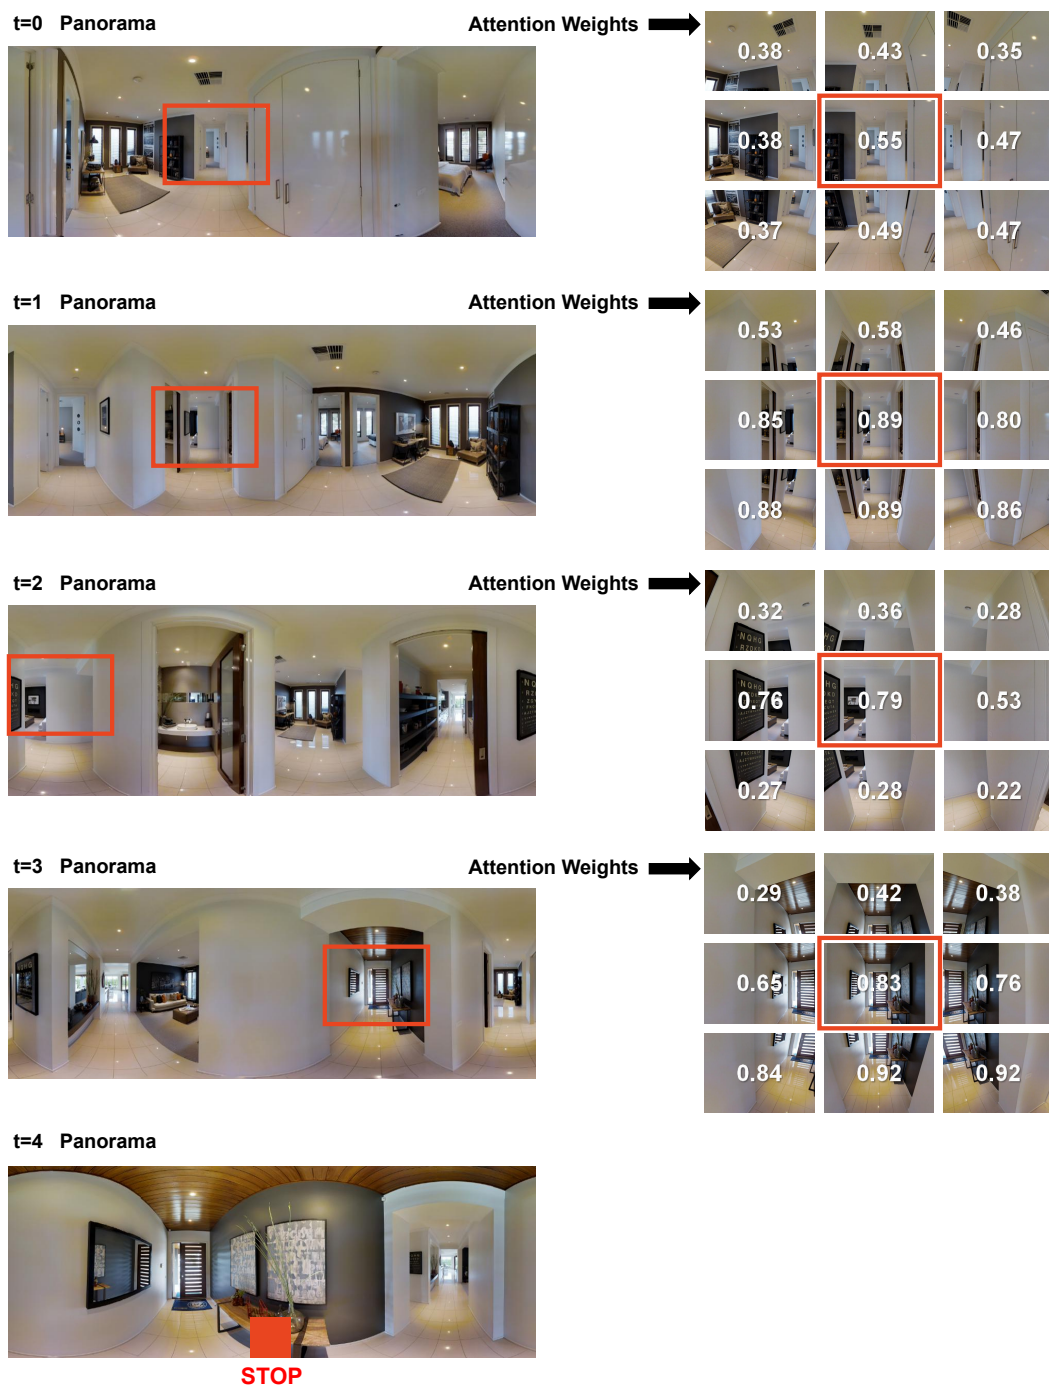 t=0 Panorama
Attention Weights
0.38 0.43 0.35
0.38 0.55 0.47
0.37 0.49 0.47
t=1 Panorama
Attention Weights
0.53 0.58 0.46
0.85 0.89 0.80
0.88 0.89 0.86
t=2 Panorama
Attention Weights
0.32 0.36 0.28
0.76 0.79 0.53
0.27 0.28 0.22
t=3 Panorama
Attention Weights
0.29 0.42 0.38
0.65 0.83 0.76
0.84 0.92 0.92
t=4 Panorama
STOP